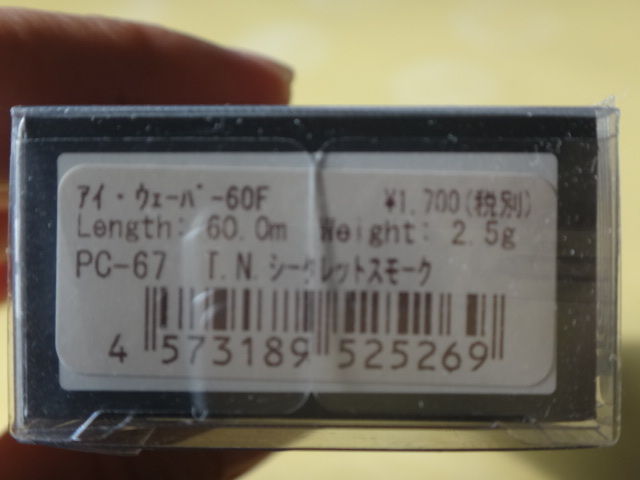 アイ・ウェーバー60F ¥1,700(税別)
Length: 60.0m Weight: 2.5g
PC-67 T.N.シークレットスモーク
4 573189 525269